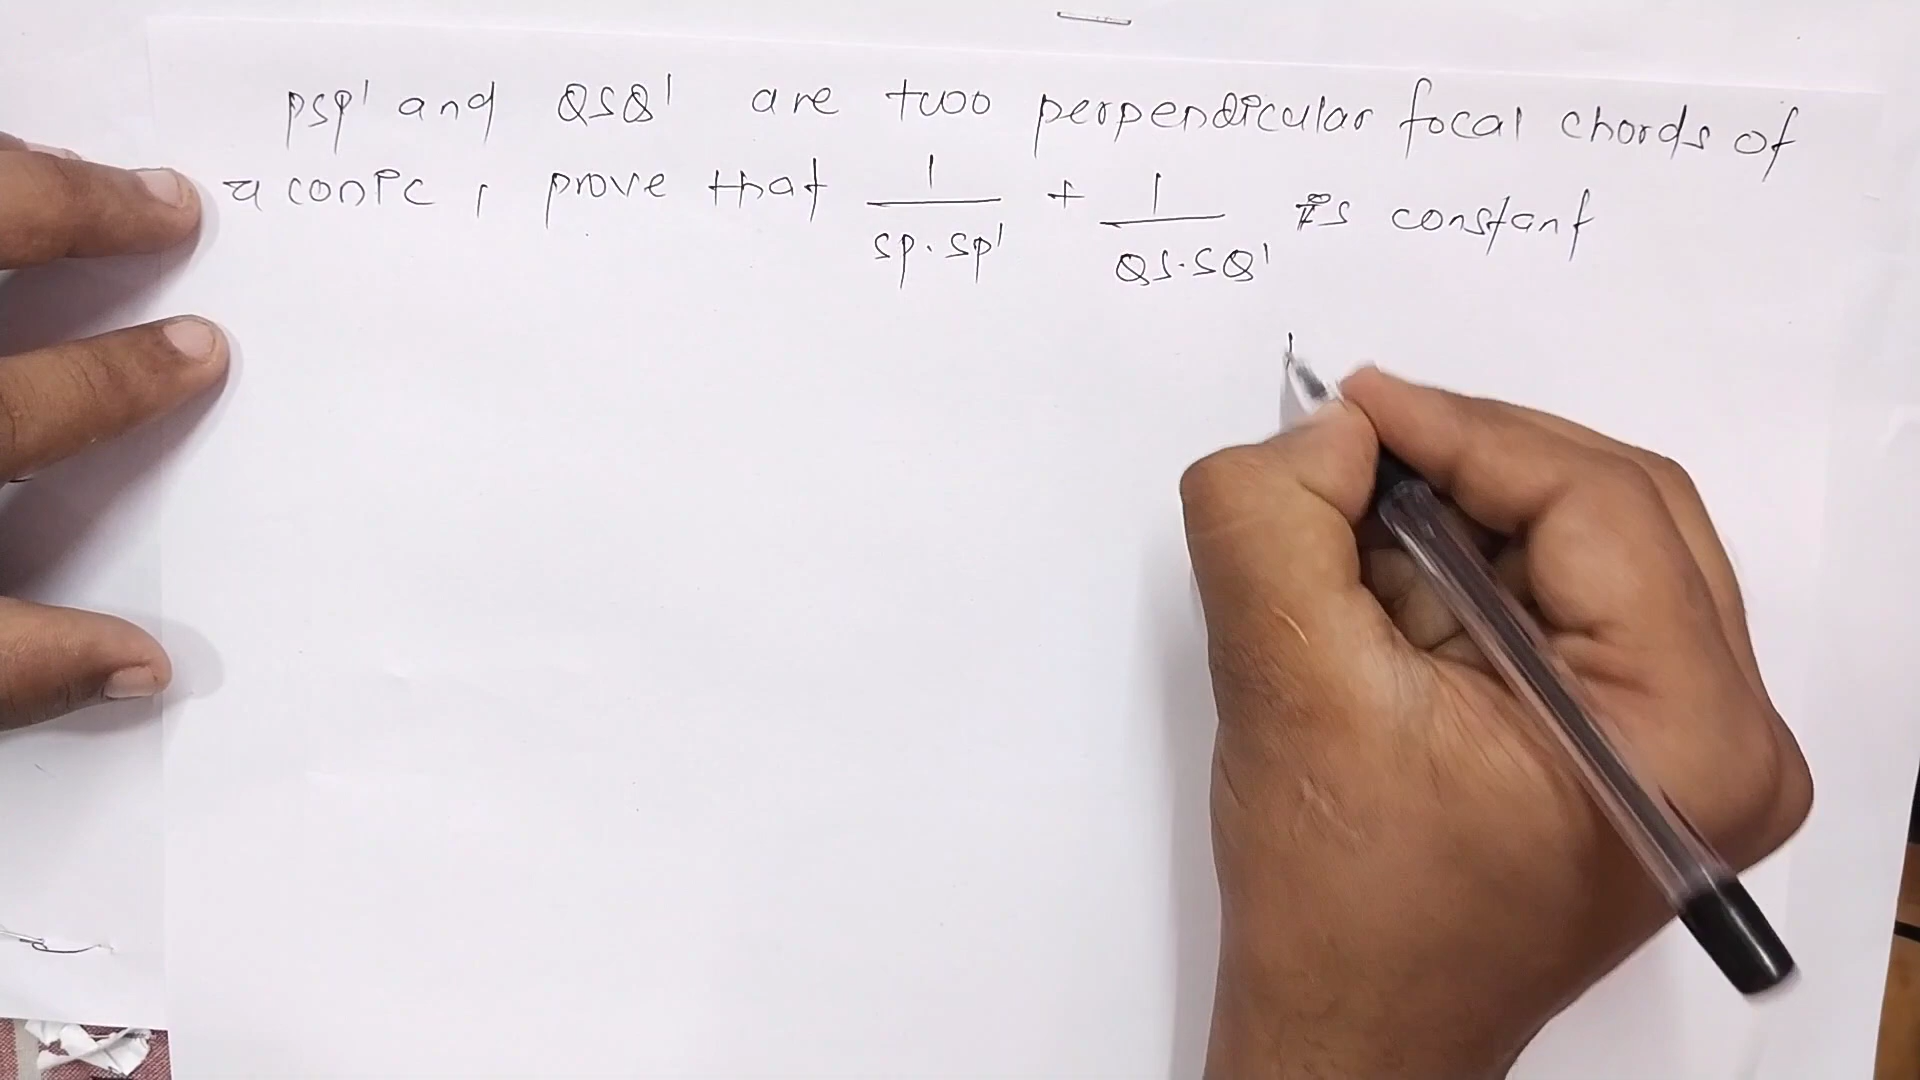 PSP' and QSQ' are two perpendicular focal chords of
a conic, prove that 1/SP.SP' + 1/QS.SQ' is constant